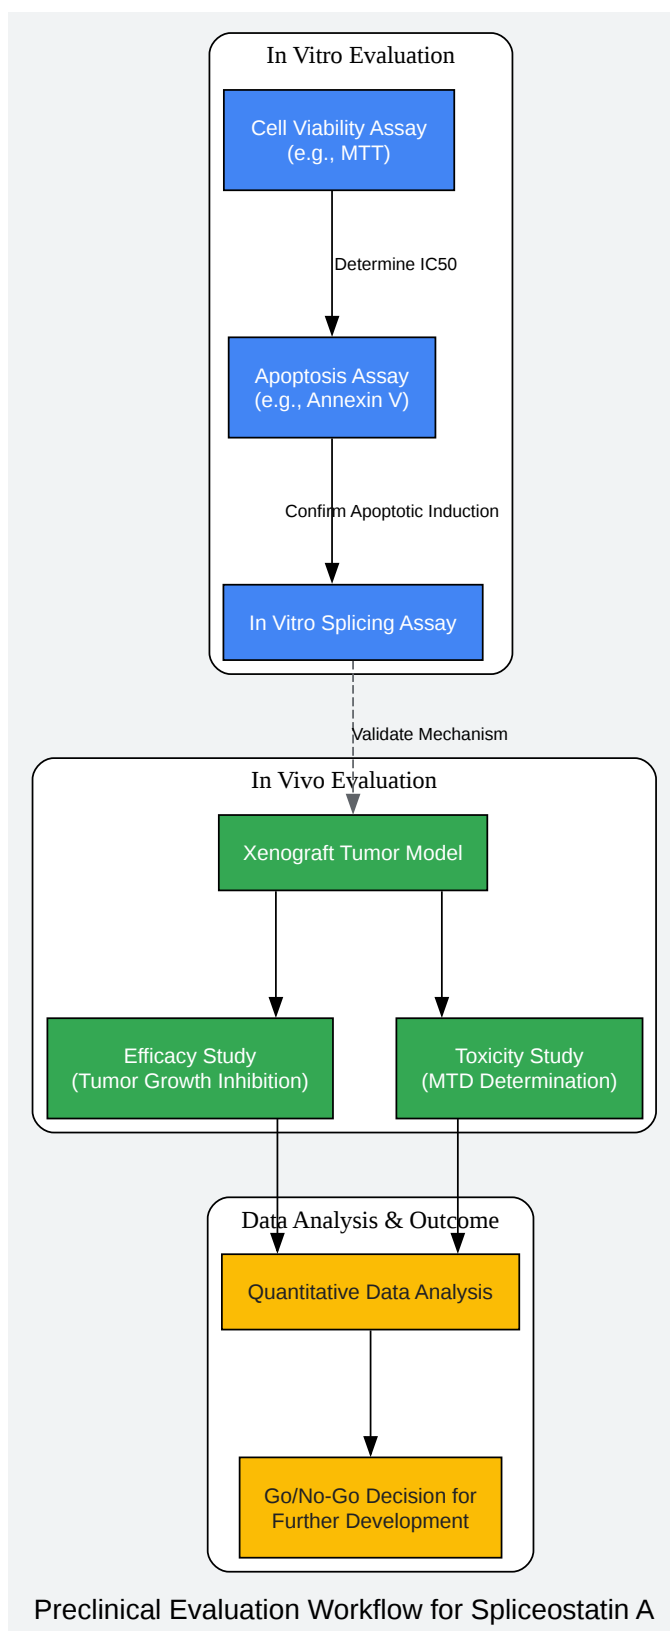 In Vitro Evaluation
Cell Viability Assay
(e.g., MTT)
Determine IC50
Apoptosis Assay
(e.g., Annexin V)
Confirm Apoptotic Induction
In Vitro Splicing Assay
Validate Mechanism
In Vivo Evaluation
Xenograft Tumor Model
Efficacy Study
(Tumor Growth Inhibition)
Toxicity Study
(MTD Determination)
Data Analysis & Outcome
Quantitative Data Analysis
Go/No-Go Decision for
Further Development
Preclinical Evaluation Workflow for Spliceostatin A